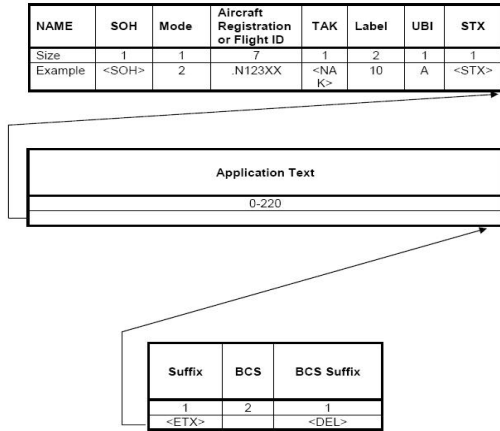 NAME SOH Mode Aircraft Registration or Flight ID TAK Label UBI STX
Size 1 1 7 1 2 1 1
Example <SOH> 2 .N123XX <NAK> 10 A <STX>
Application Text
0-220
Suffix BCS BCS Suffix
1 2 1
<ETX> <DEL>